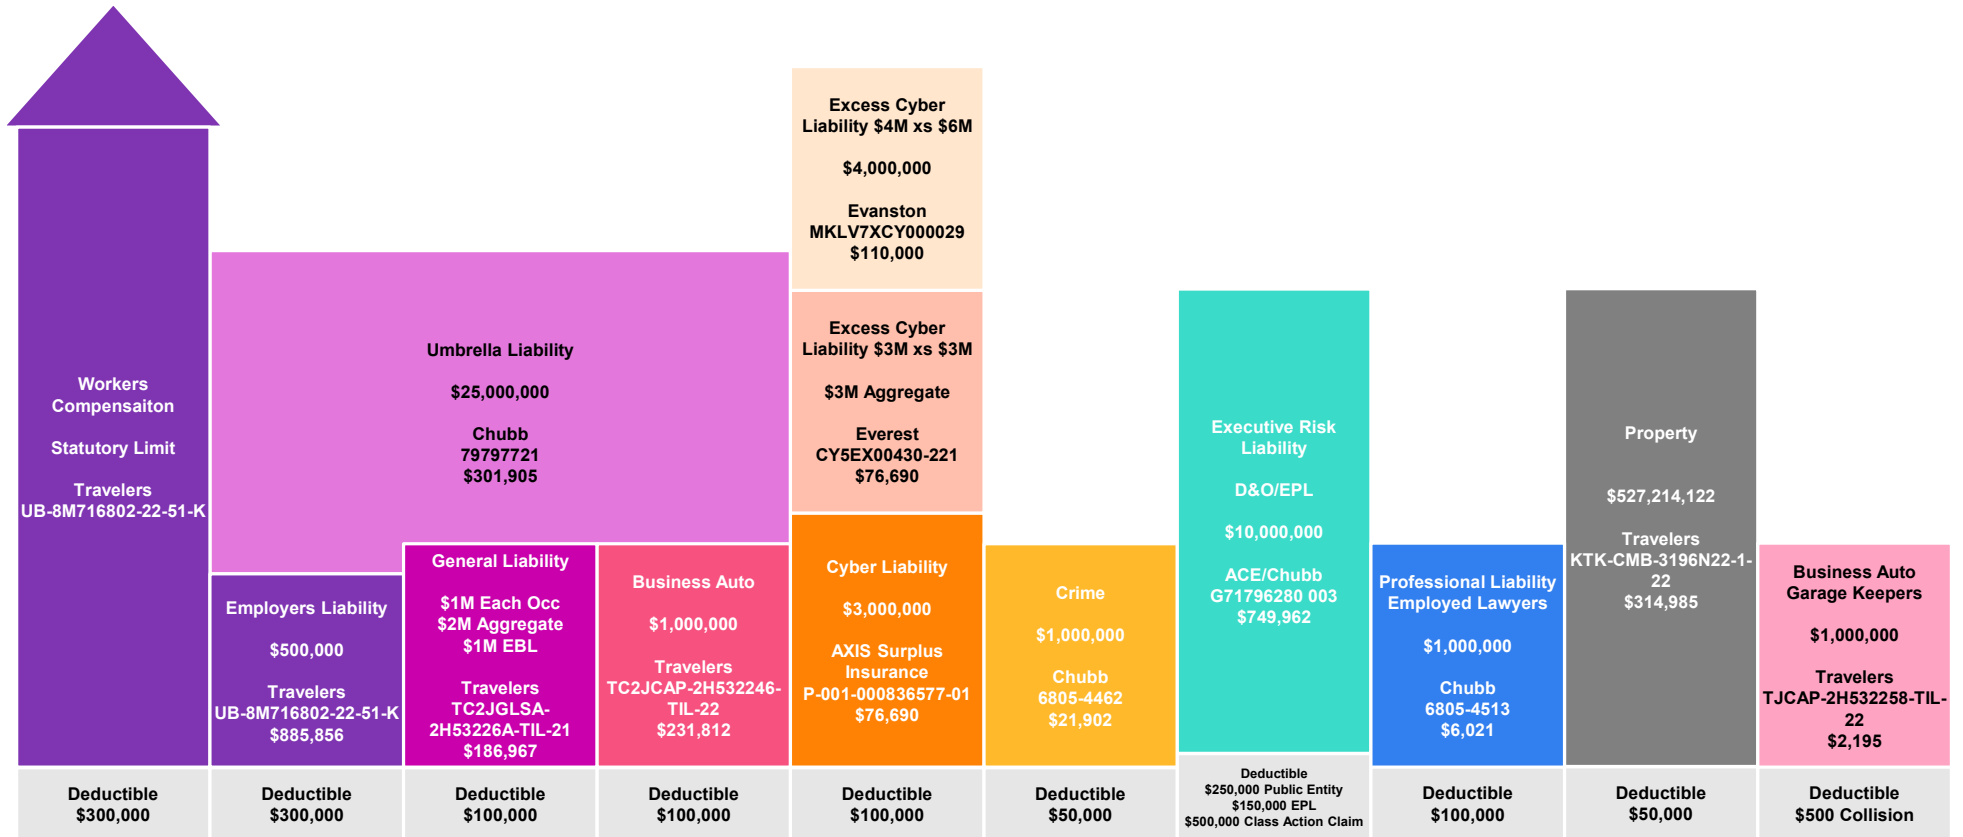 Workers
Compensaiton
Statutory Limit
Travelers
UB-8M716802-22-51-K
Deductible
$300,000
Umbrella Liability
$25,000,000
Chubb
79797721
$301,905
Employers Liability
$500,000
Travelers
UB-8M716802-22-51-K
$885,856
Deductible
$300,000
General Liability
$1M Each Occ
$2M Aggregate
$1M EBL
Travelers
TC2JGLSA-
2H53226A-TIL-21
$186,967
Deductible
$100,000
Business Auto
$1,000,000
Travelers
TC2JCAP-2H532246-
TIL-22
$231,812
Deductible
$100,000
Excess Cyber
Liability $4M xs $6M
$4,000,000
Evanston
MKLV7XCY000029
$110,000
Excess Cyber
Liability $3M xs $3M
$3M Aggregate
Everest
CY5EX00430-221
$76,690
Cyber Liability
$3,000,000
AXIS Surplus
Insurance
P-001-000836577-01
$76,690
Deductible
$100,000
Crime
$1,000,000
Chubb
6805-4462
$21,902
Deductible
$50,000
Executive Risk
Liability
D&O/EPL
$10,000,000
ACE/Chubb
G71796280 003
$749,962
Deductible
$250,000 Public Entity
$150,000 EPL
$500,000 Class Action Claim
Professional Liability
Employed Lawyers
$1,000,000
Chubb
6805-4513
$6,021
Deductible
$100,000
Property
$527,214,122
Travelers
KTK-CMB-3196N22-1-
22
$314,985
Deductible
$50,000
Business Auto
Garage Keepers
$1,000,000
Travelers
TJCAP-2H532258-TIL-
22
$2,195
Deductible
$500 Collision